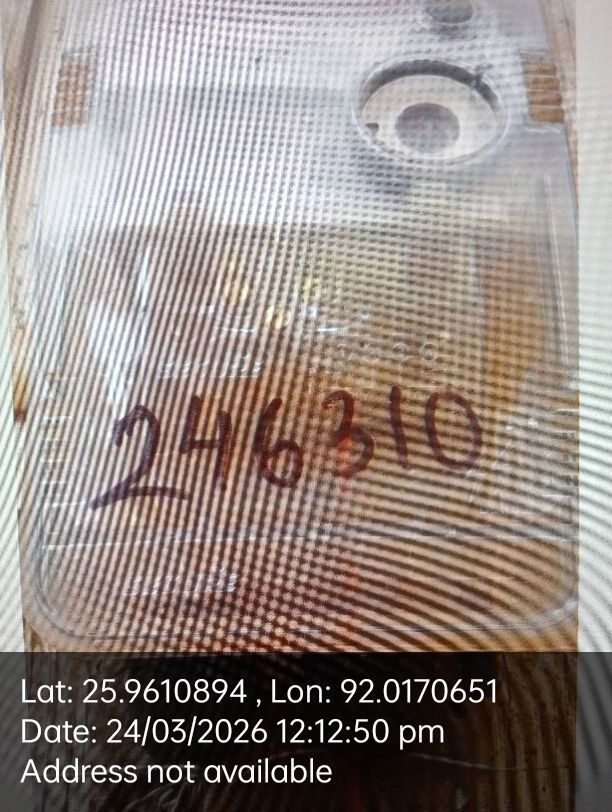 246310
Lat: 25.9610894 , Lon: 92.0170651
Date: 24/03/2026 12:12:50 pm
Address not available